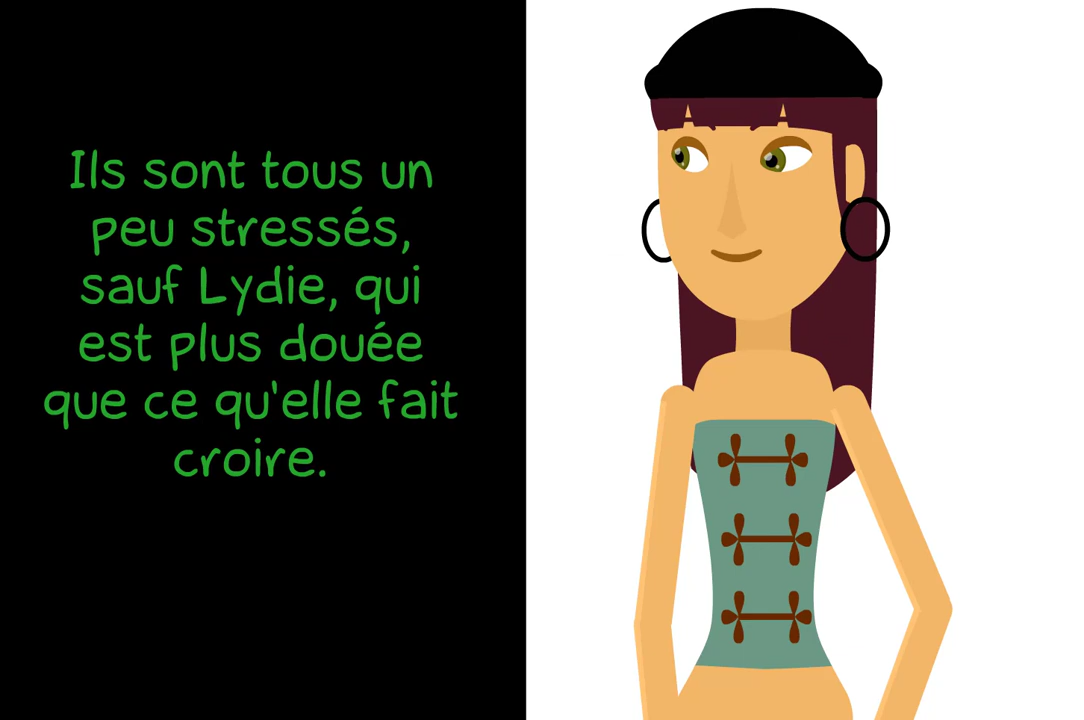 Ils sont tous un
peu stressés,
sauf Lydie, qui
est plus douée
que ce qu'elle fait
croire.